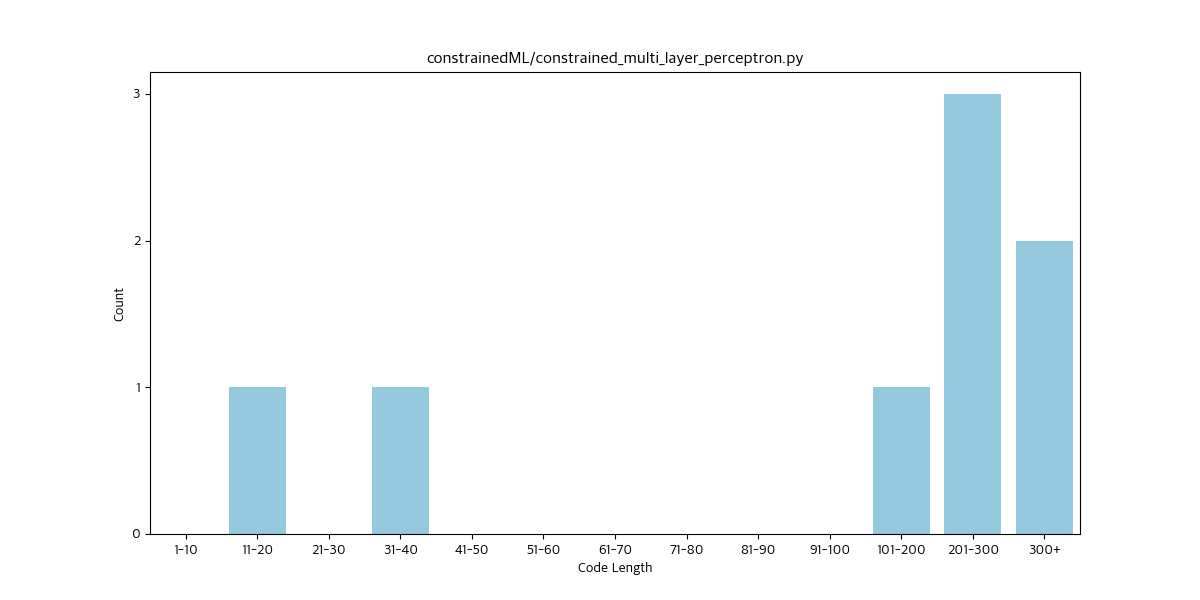 constrainedML/constrained_multi_layer_perceptron.py
3
2
1
0
Count
1-10 11-20 21-30 31-40 41-50 51-60 61-70 71-80 81-90 91-100 101-200 201-300 300+
Code Length